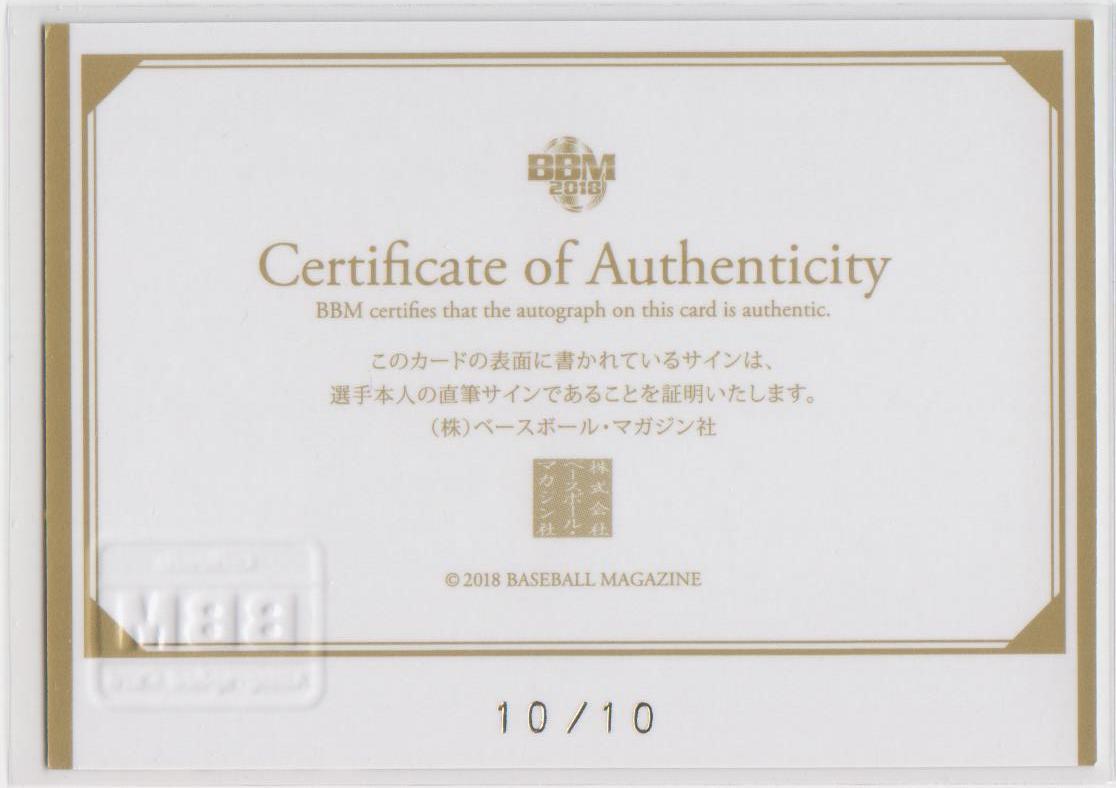 BBM
2018
Certificate of Authenticity
BBM certifies that the autograph on this card is authentic.
このカードの表面に書かれているサインは、
選手本人の直筆サインであることを証明いたします。
（株）ベースボール・マガジン社
株式会社
ベースボール・
マガジン社
© 2018 BASEBALL MAGAZINE
BBM
10/10